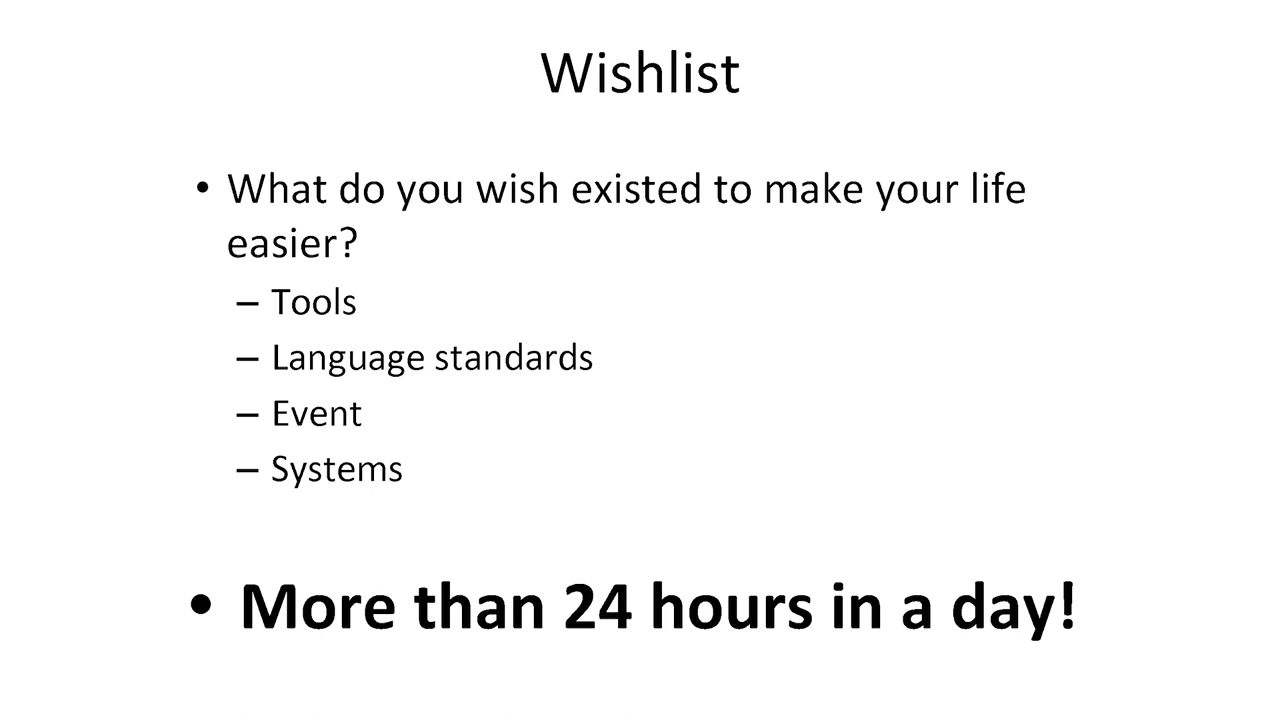 Wishlist
• What do you wish existed to make your life
easier?
– Tools
– Language standards
– Event
– Systems
• More than 24 hours in a day!